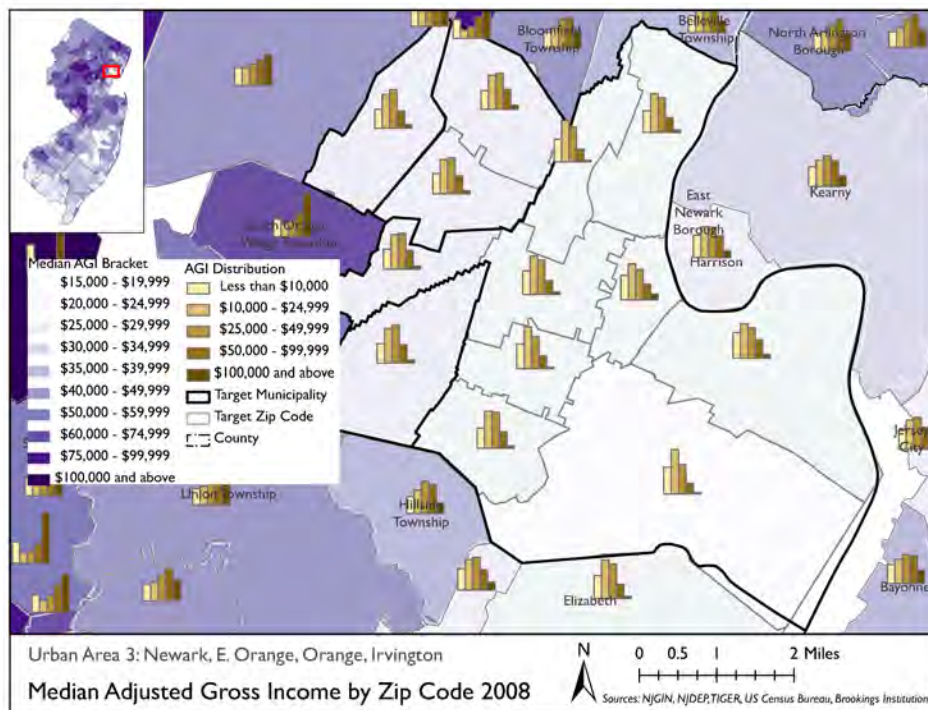 Bloomfield
Township
Belleville
Township
North Arlington
Borough
Kearny
East
Newark
Borough
Harrison
South Orange
Village Township
Median AGI Bracket
$15,000 - $19,999
$20,000 - $24,999
$25,000 - $29,999
$30,000 - $34,999
$35,000 - $39,999
$40,000 - $49,999
$50,000 - $59,999
$60,000 - $74,999
$75,000 - $99,999
$100,000 and above
AGI Distribution
Less than $10,000
$10,000 - $24,999
$25,000 - $49,999
$50,000 - $99,999
$100,000 and above
Target Municipality
Target Zip Code
County
Jersey
City
Union Township
Hillside
Township
Elizabeth
Bayonne
Urban Area 3: Newark, E. Orange, Orange, Irvington
Median Adjusted Gross Income by Zip Code 2008
N
0 0.5 1 2 Miles
Sources: NJGIN, NJDEP,TIGER, US Census Bureau, Brookings Institution